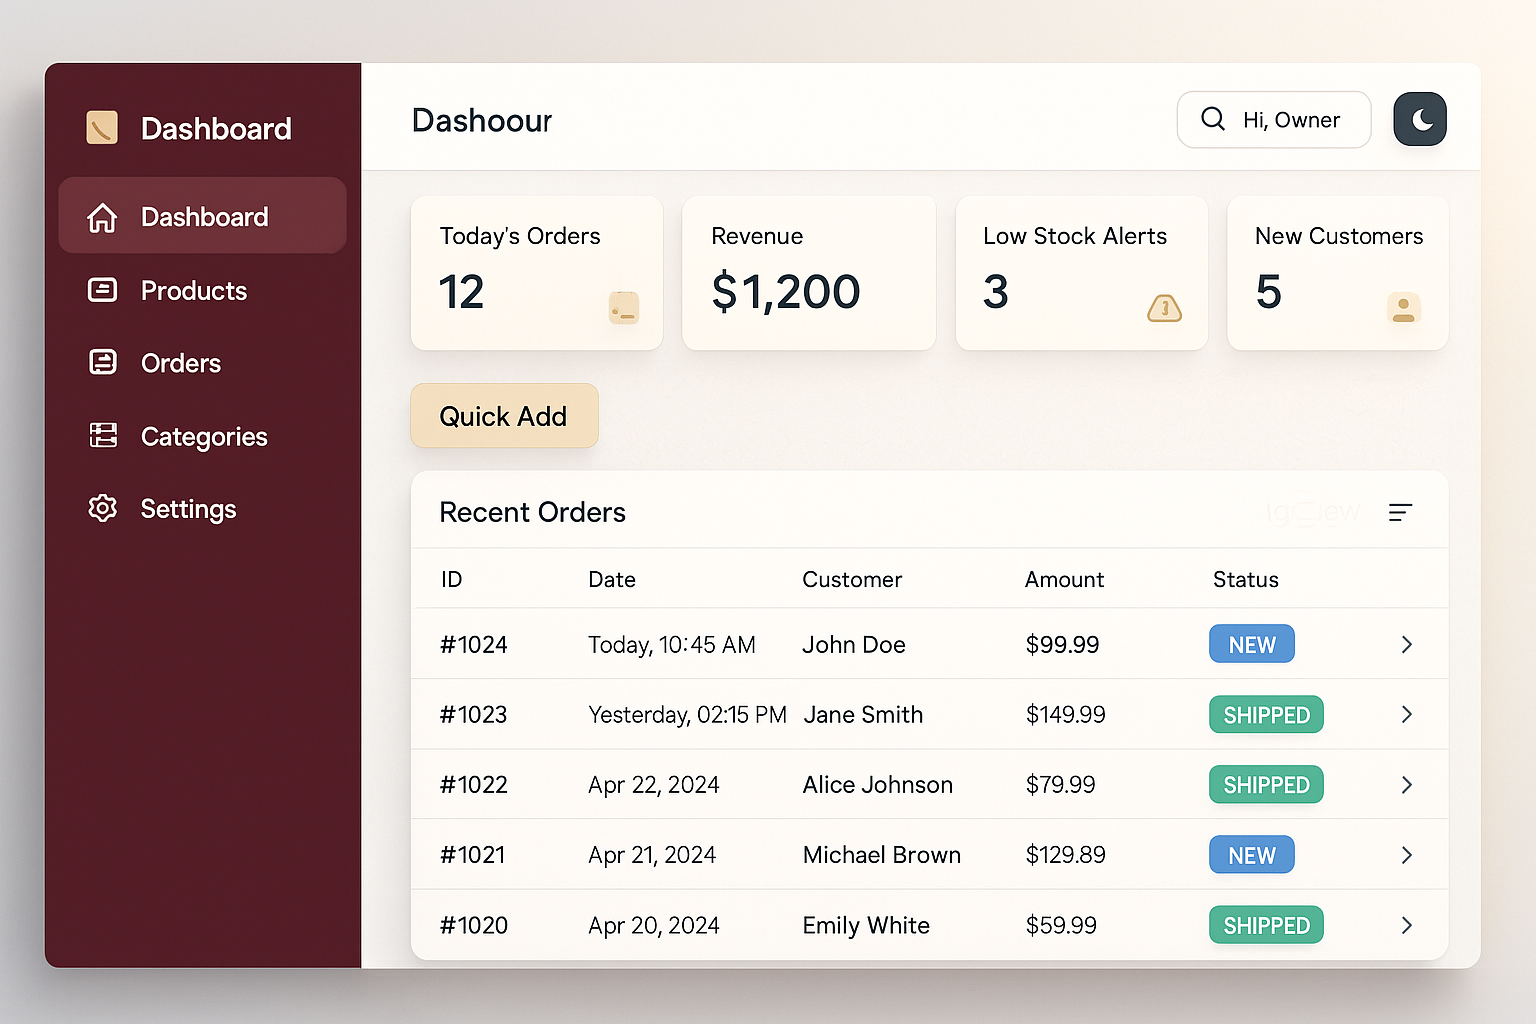 Dashboard
Dashboard
Products
Orders
Categories
Settings
Dashoour
Hi, Owner
Today's Orders
12
Revenue
$1,200
Low Stock Alerts
3
3
New Customers
5
Quick Add
Recent Orders
ID Date Customer Amount Status
#1024 Today, 10:45 AM John Doe $99.99 NEW
#1023 Yesterday, 02:15 PM Jane Smith $149.99 SHIPPED
#1022 Apr 22, 2024 Alice Johnson $79.99 SHIPPED
#1021 Apr 21, 2024 Michael Brown $129.89 NEW
#1020 Apr 20, 2024 Emily White $59.99 SHIPPED